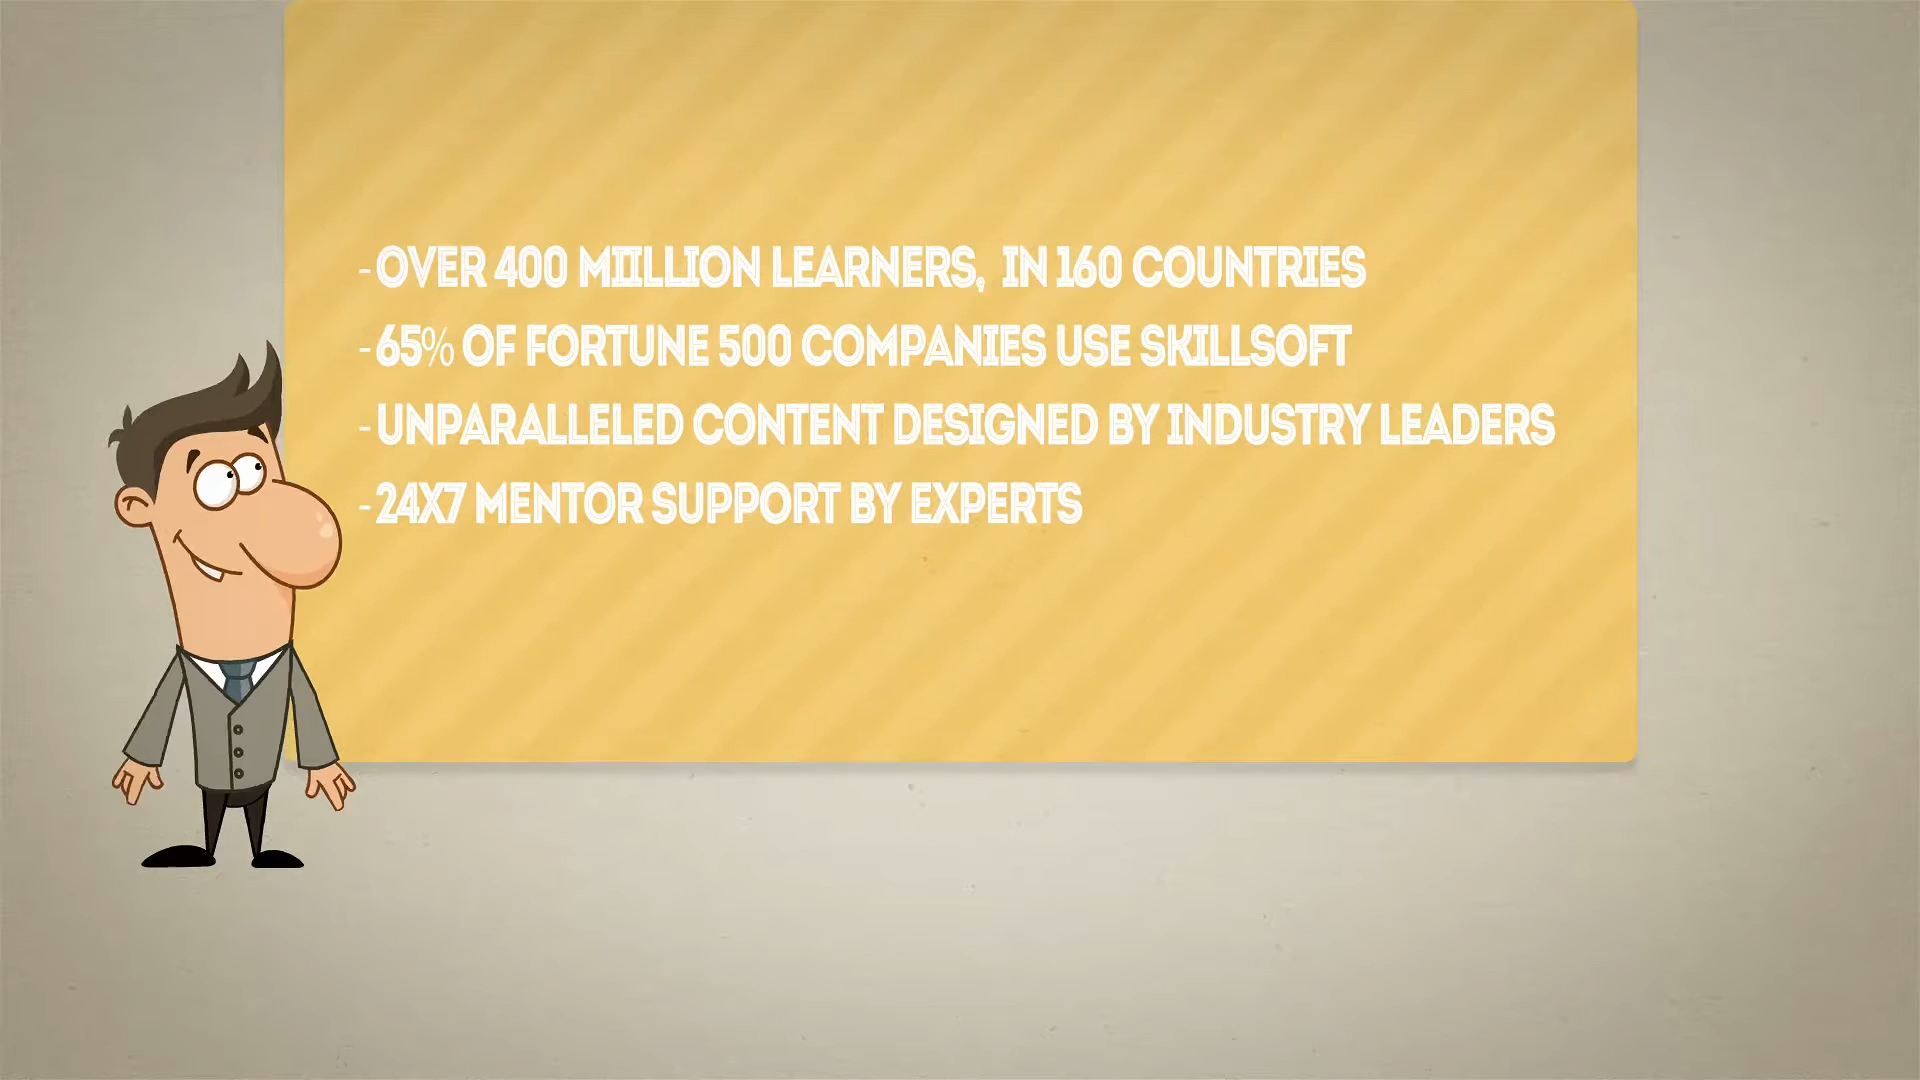 - OVER 400 MIILLION LEARNERS, IN 160 COUNTRIES
- 65% OF FORTUNE 500 COMPANIES USE SKILLSOFT
- UNPARALLELED CONTENT DESIGNED BY INDUSTRY LEADERS
- 24X7 MENTOR SUPPORT BY EXPERTS